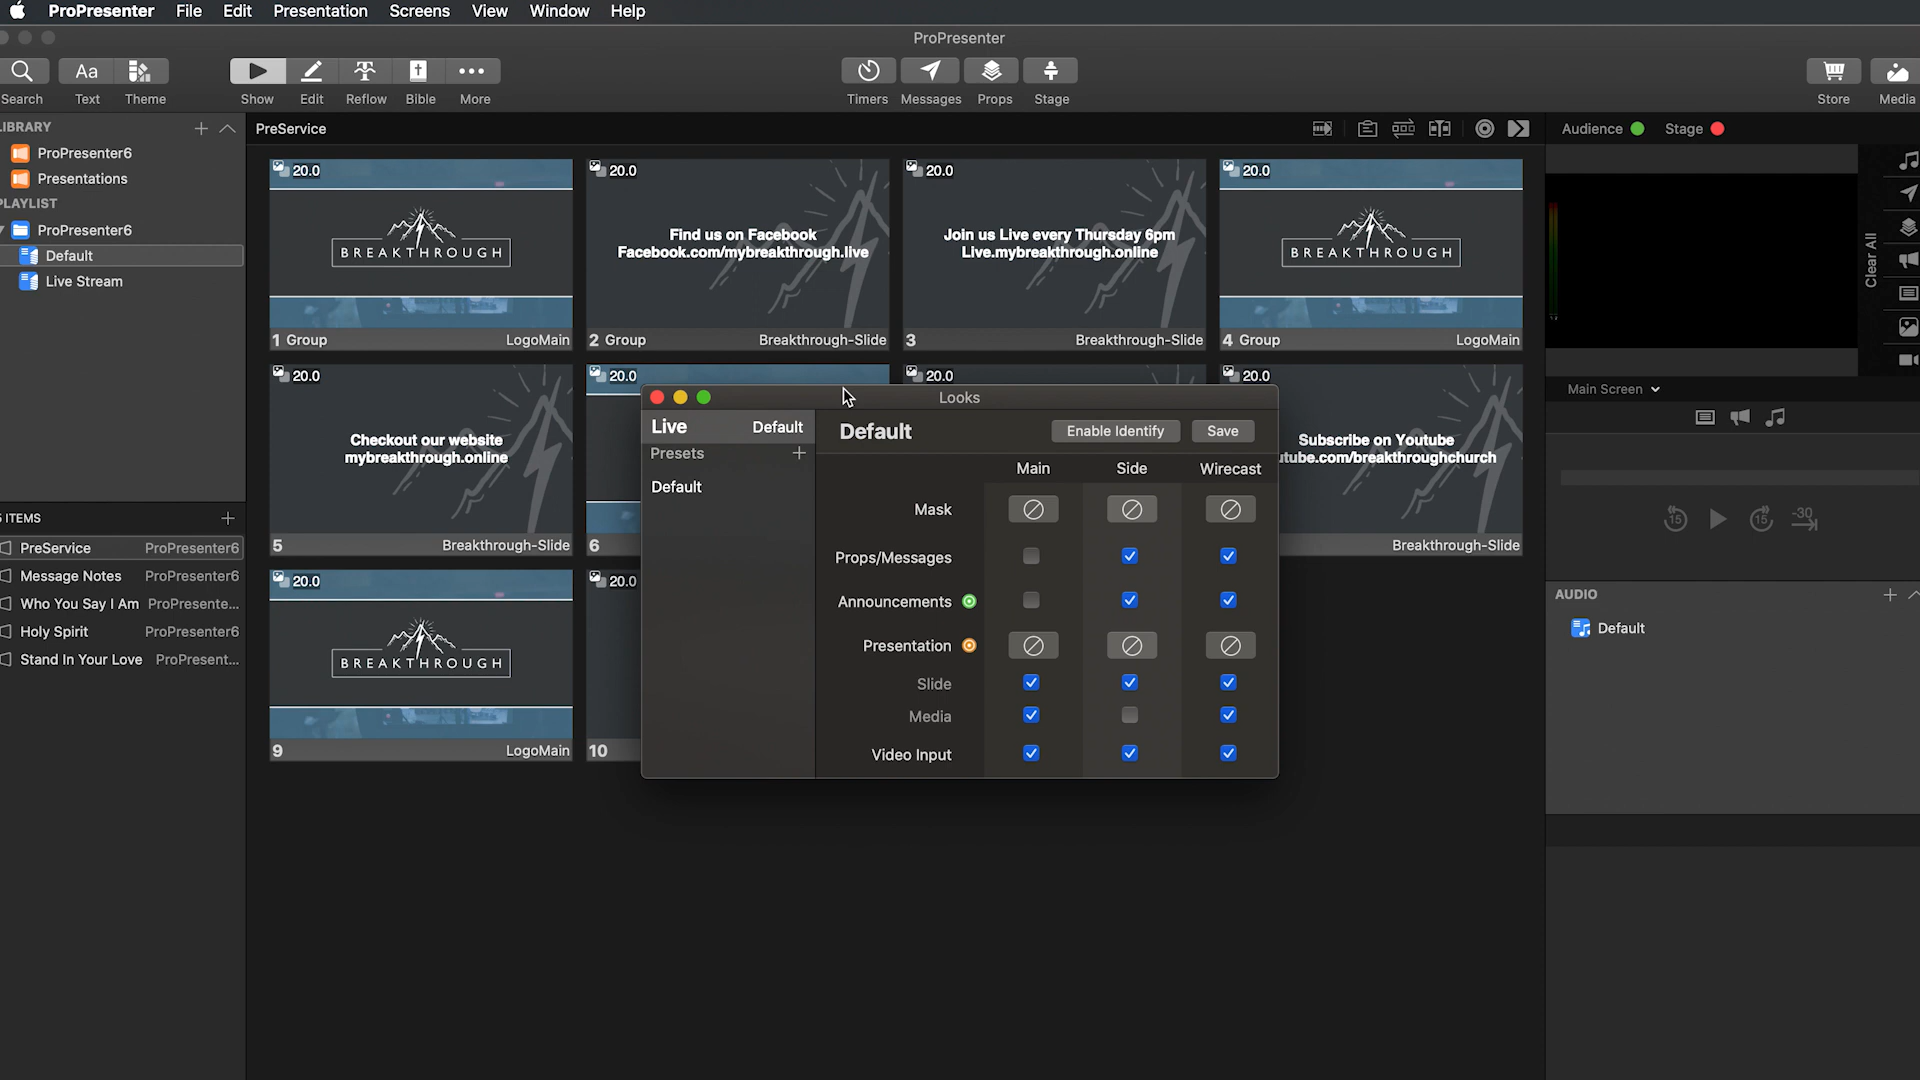 ProPresenter File Edit Presentation Screens View Window Help
ProPresenter
Search Text Theme Show Edit Reflow Bible More Timers Messages Props Stage Store Media
LIBRARY
ProPresenter6
Presentations
PLAYLIST
ProPresenter6
Default
Live Stream
5 ITEMS
PreService ProPresenter6
Message Notes ProPresenter6
Who You Say I Am ProPresente...
Holy Spirit ProPresenter6
Stand In Your Love ProPresent...
PreService
20.0
BREAKTHROUGH
1 Group LogoMain
20.0
Find us on Facebook
Facebook.com/mybreakthrough.live
2 Group Breakthrough-Slide
20.0
Join us Live every Thursday 6pm
Live.mybreakthrough.online
3 Breakthrough-Slide
20.0
BREAKTHROUGH
4 Group LogoMain
20.0
Checkout our website
mybreakthrough.online
5 Breakthrough-Slide
20.0
6
20.0
20.0
Subscribe on Youtube
utube.com/breakthroughchurch
Breakthrough-Slide
20.0
BREAKTHROUGH
9 LogoMain
20.0
10
Looks
Live Default
Presets
Default
Default Enable Identify Save
Main Side Wirecast
Mask
Props/Messages
Announcements
Presentation
Slide
Media
Video Input
Audience Stage
Clear All
Main Screen
15 15 -30
AUDIO
Default